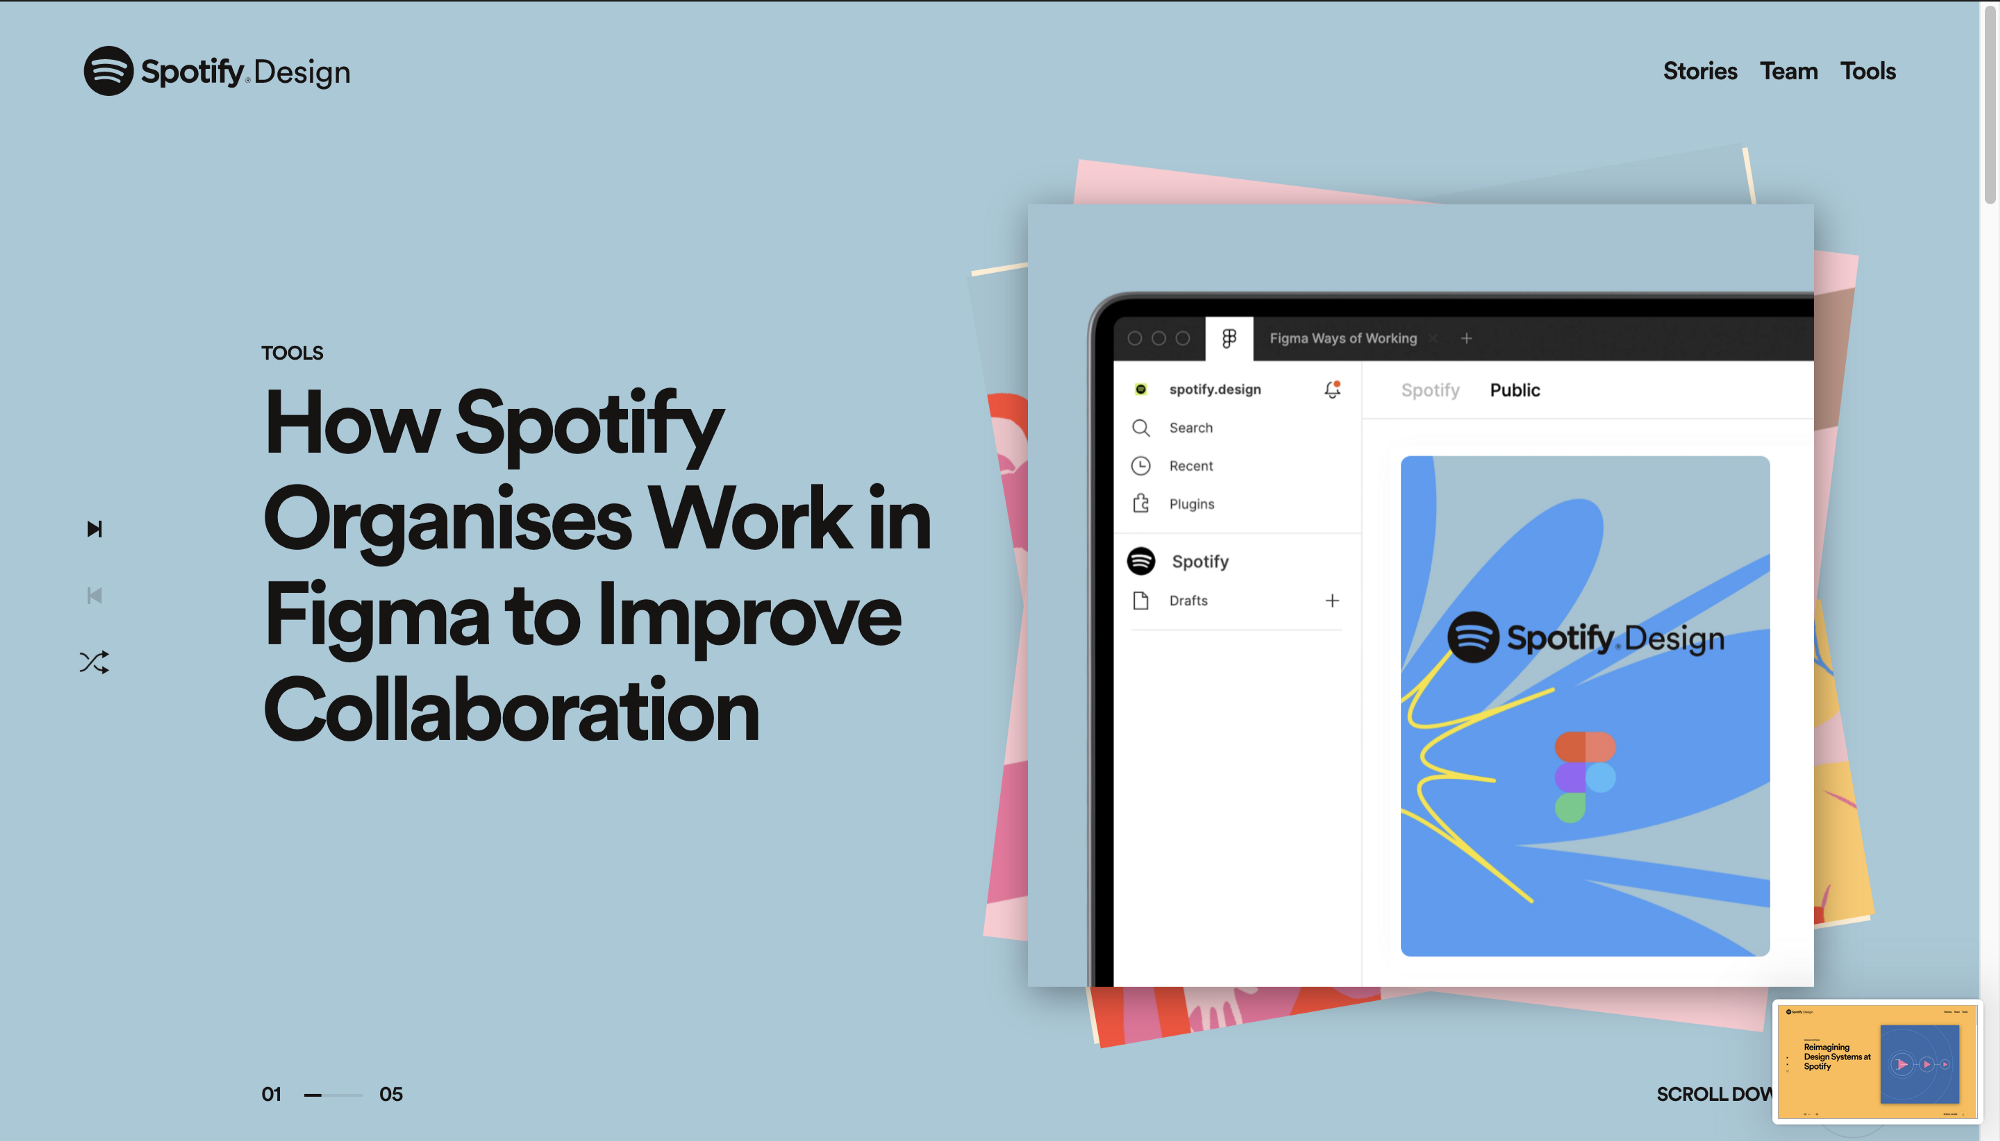 Spotify Design
Stories Team Tools
TOOLS
How Spotify
Organises Work in
Figma to Improve
Collaboration
Figma Ways of Working
spotify.design
Search
Recent
Plugins
Spotify
Drafts
Spotify Public
Spotify Design
01 05
SCROLL
Spotify Design
Reimagining
Design Systems at
Spotify